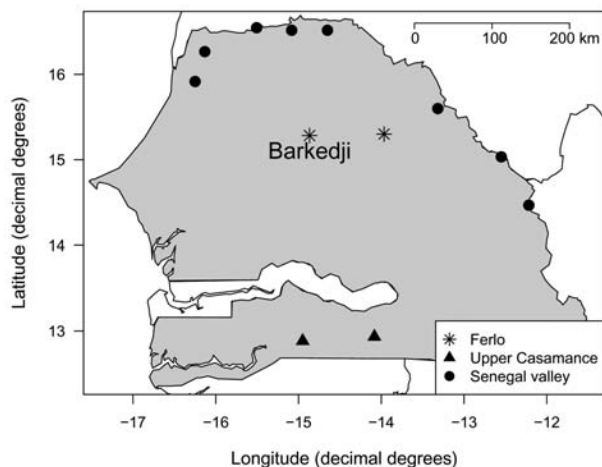 0 100 200 km
16
15
14
13
Latitude (decimal degrees)
Barkedji
Ferlo
Upper Casamance
Senegal valley
−17 −16 −15 −14 −13 −12
Longitude (decimal degrees)